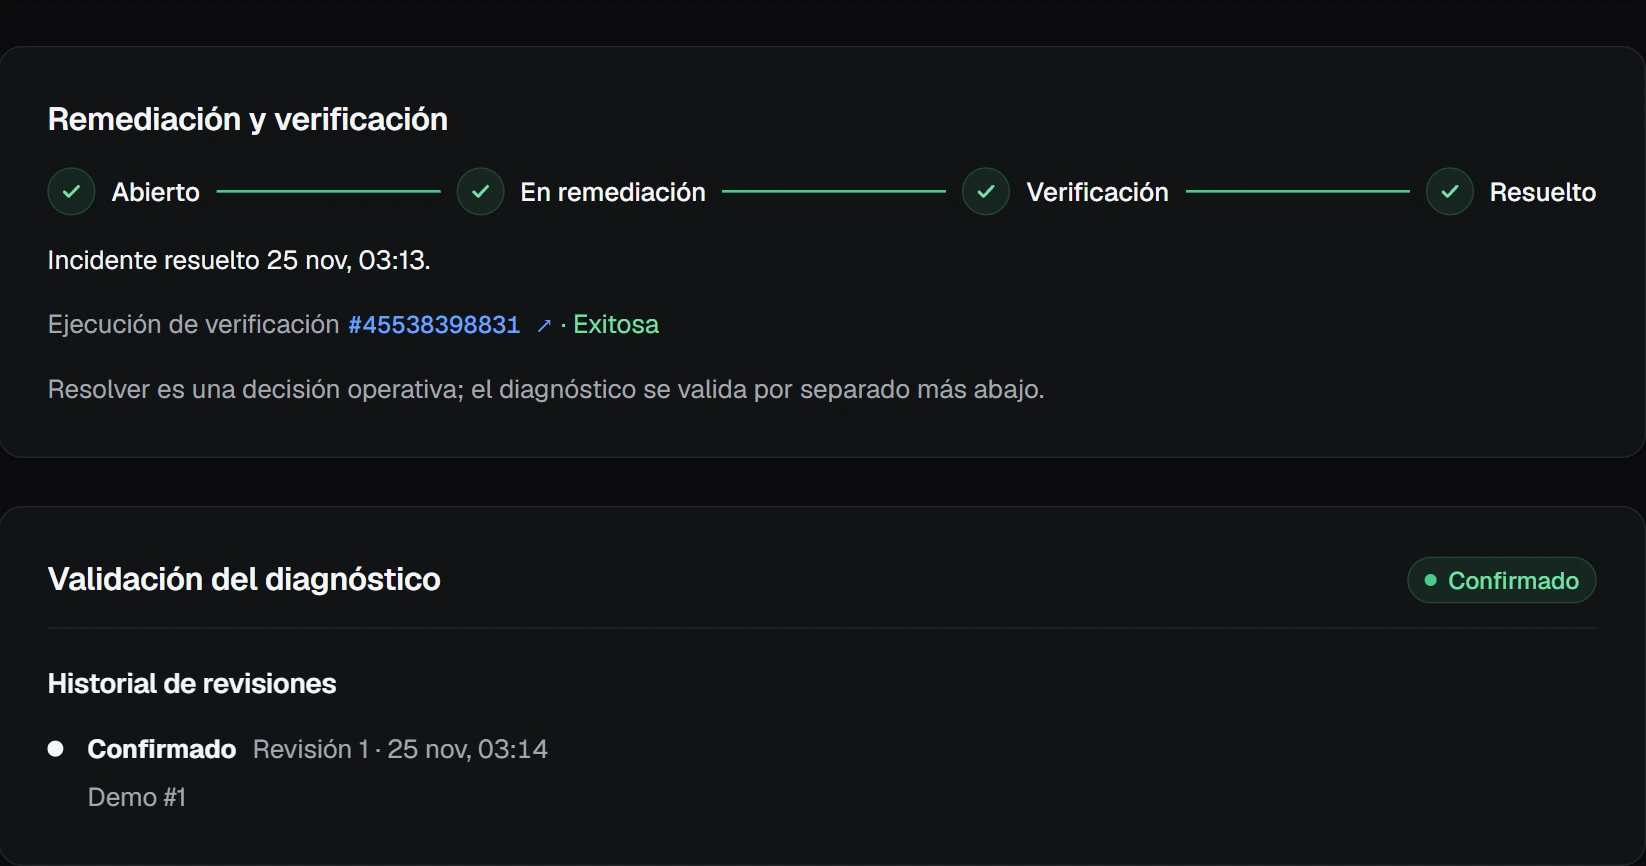 Remediación y verificación
Abierto En remediación Verificación Resuelto
Incidente resuelto 25 nov, 03:13.
Ejecución de verificación #45538398831 ↗ · Exitosa
Resolver es una decisión operativa; el diagnóstico se valida por separado más abajo.
Validación del diagnóstico Confirmado
Historial de revisiones
Confirmado Revisión 1 · 25 nov, 03:14
Demo #1